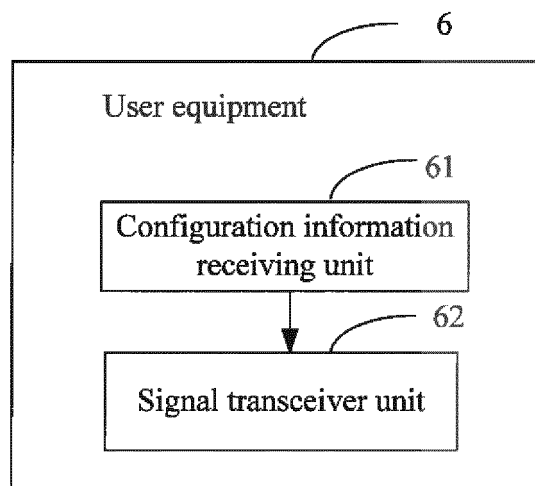 6
User equipment
61
Configuration information
receiving unit
62
Signal transceiver unit